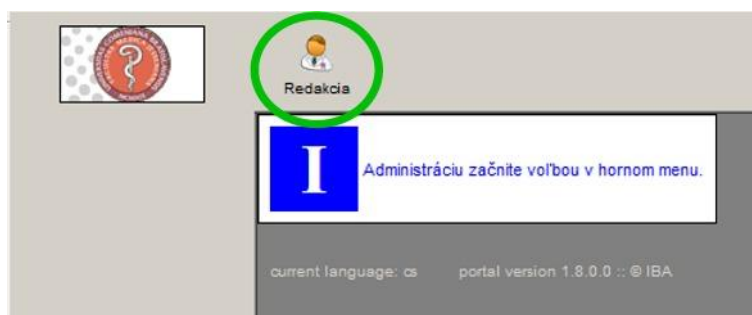 Redakcia
I
Administráciu začnite voľbou v hornom menu.
current language: cs portal version 1.8.0.0 :: © IBA